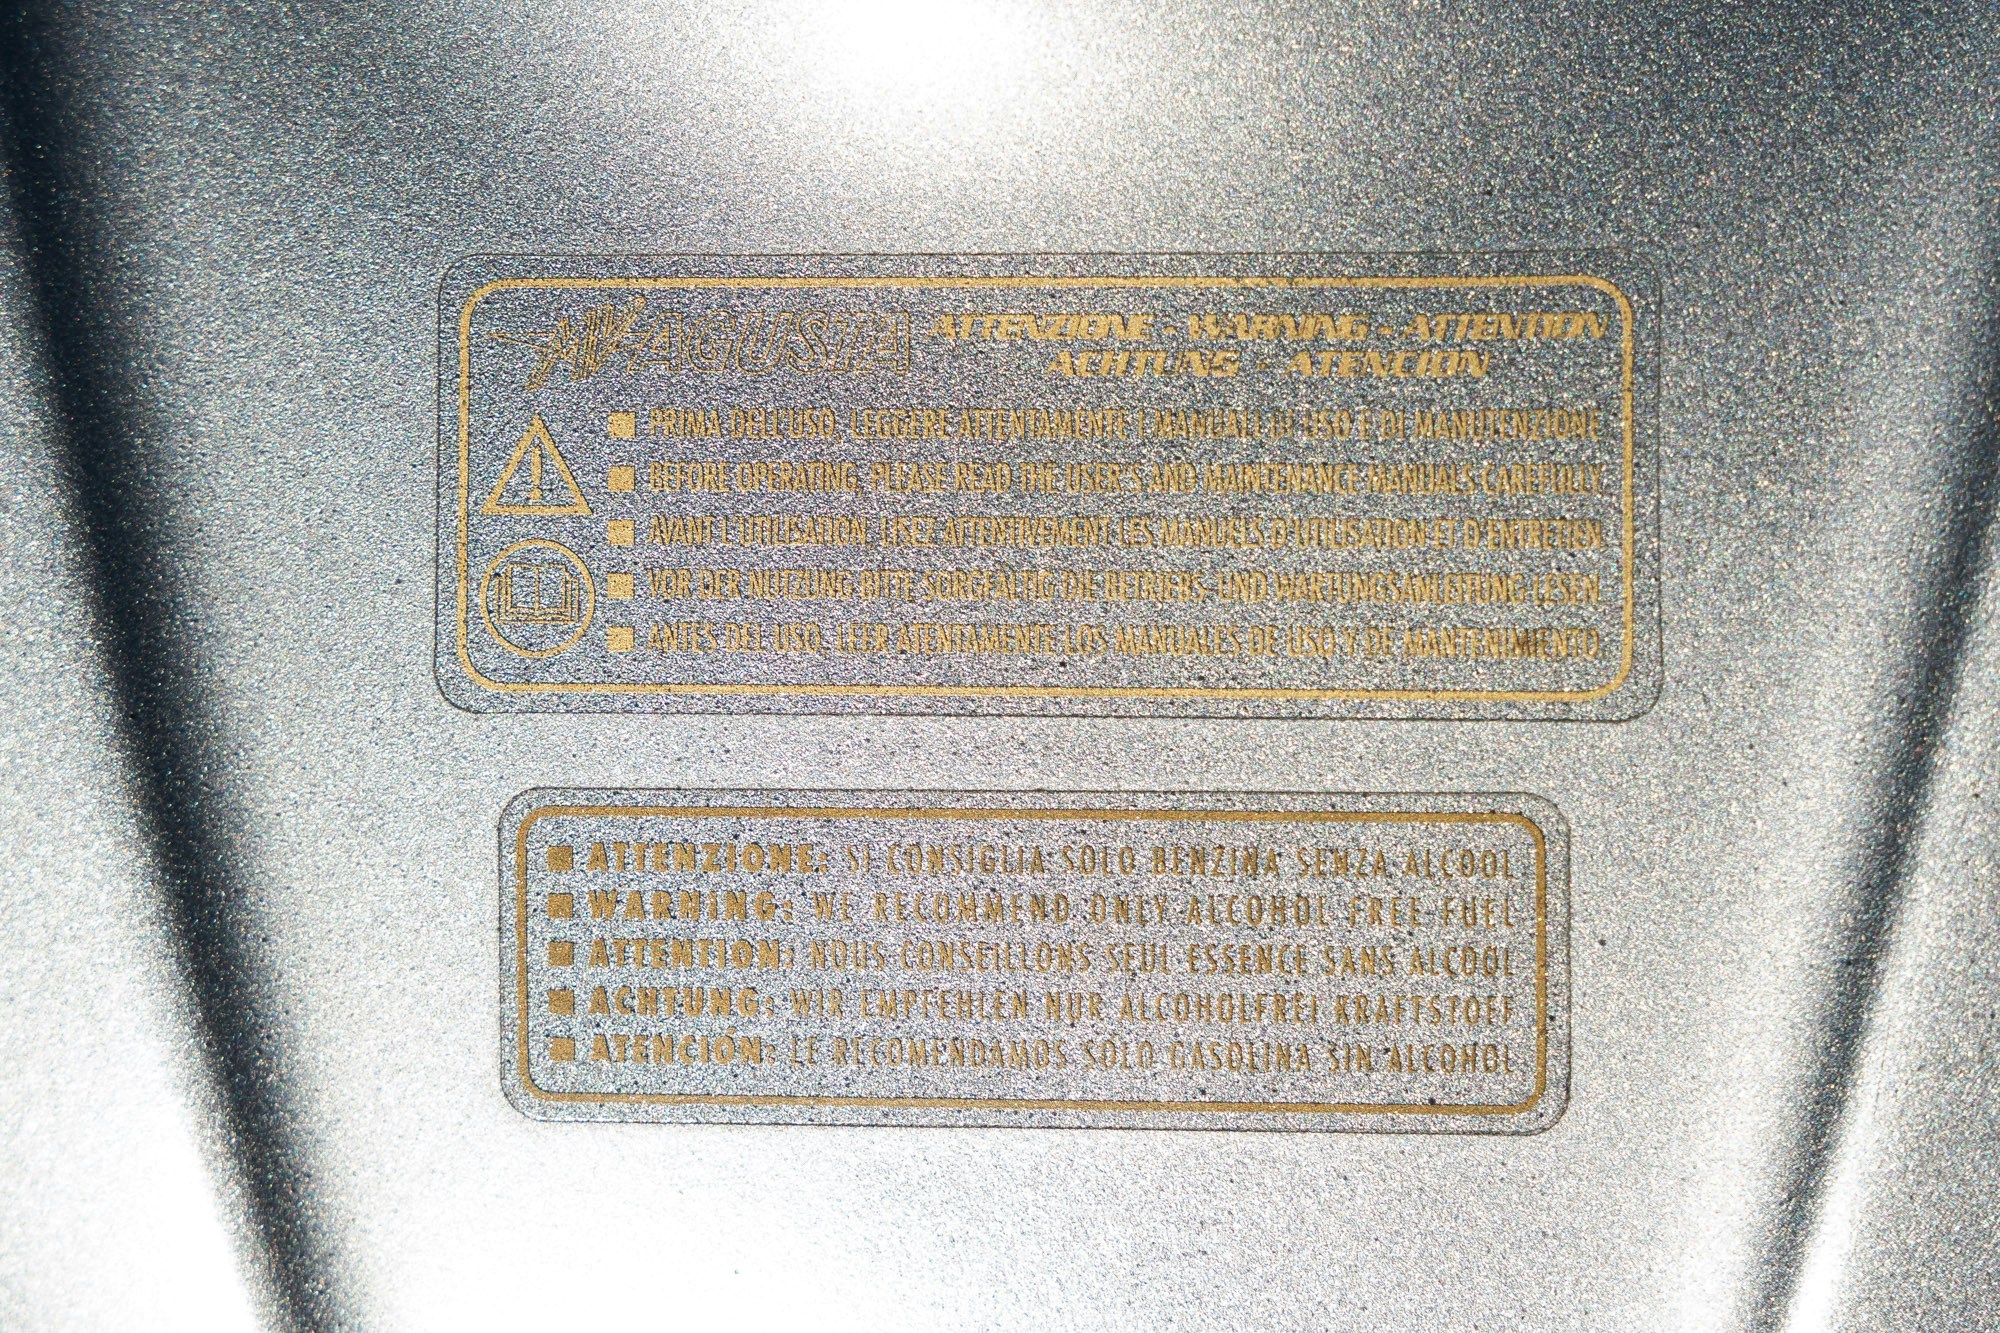 MV AGUSTA ATTENZIONE - WARNING - ATTENTION
ACHTUNG - ATENCION
PRIMA DELL'USO, LEGGERE ATTENTAMENTE I MANUALI DI USO E DI MANUTENZIONE
BEFORE OPERATING, PLEASE READ THE USER'S AND MAINTENANCE MANUALS CAREFULLY.
AVANT L'UTILISATION, LISEZ ATTENTIVEMENT LES MANUELS D'UTILISATION ET D'ENTRETIEN.
VOR DER NUTZUNG BITTE SORGFÄLTIG DIE BETRIEBS- UND WARTUNGSANLEITUNG LESEN.
ANTES DEL USO, LEER ATENTAMENTE LOS MANUALES DE USO Y DE MANTENIMIENTO.
ATTENZIONE: SI CONSIGLIA SOLO BENZINA SENZA ALCOOL
WARNING: WE RECOMMEND ONLY ALCOHOL FREE FUEL
ATTENTION: NOUS CONSEILLONS SEUL ESSENCE SANS ALCOOL
ACHTUNG: WIR EMPFEHLEN NUR ALCOHOLFREI KRAFTSTOFF
ATENCIÓN: LE RECOMENDAMOS SOLO GASOLINA SIN ALCOHOL